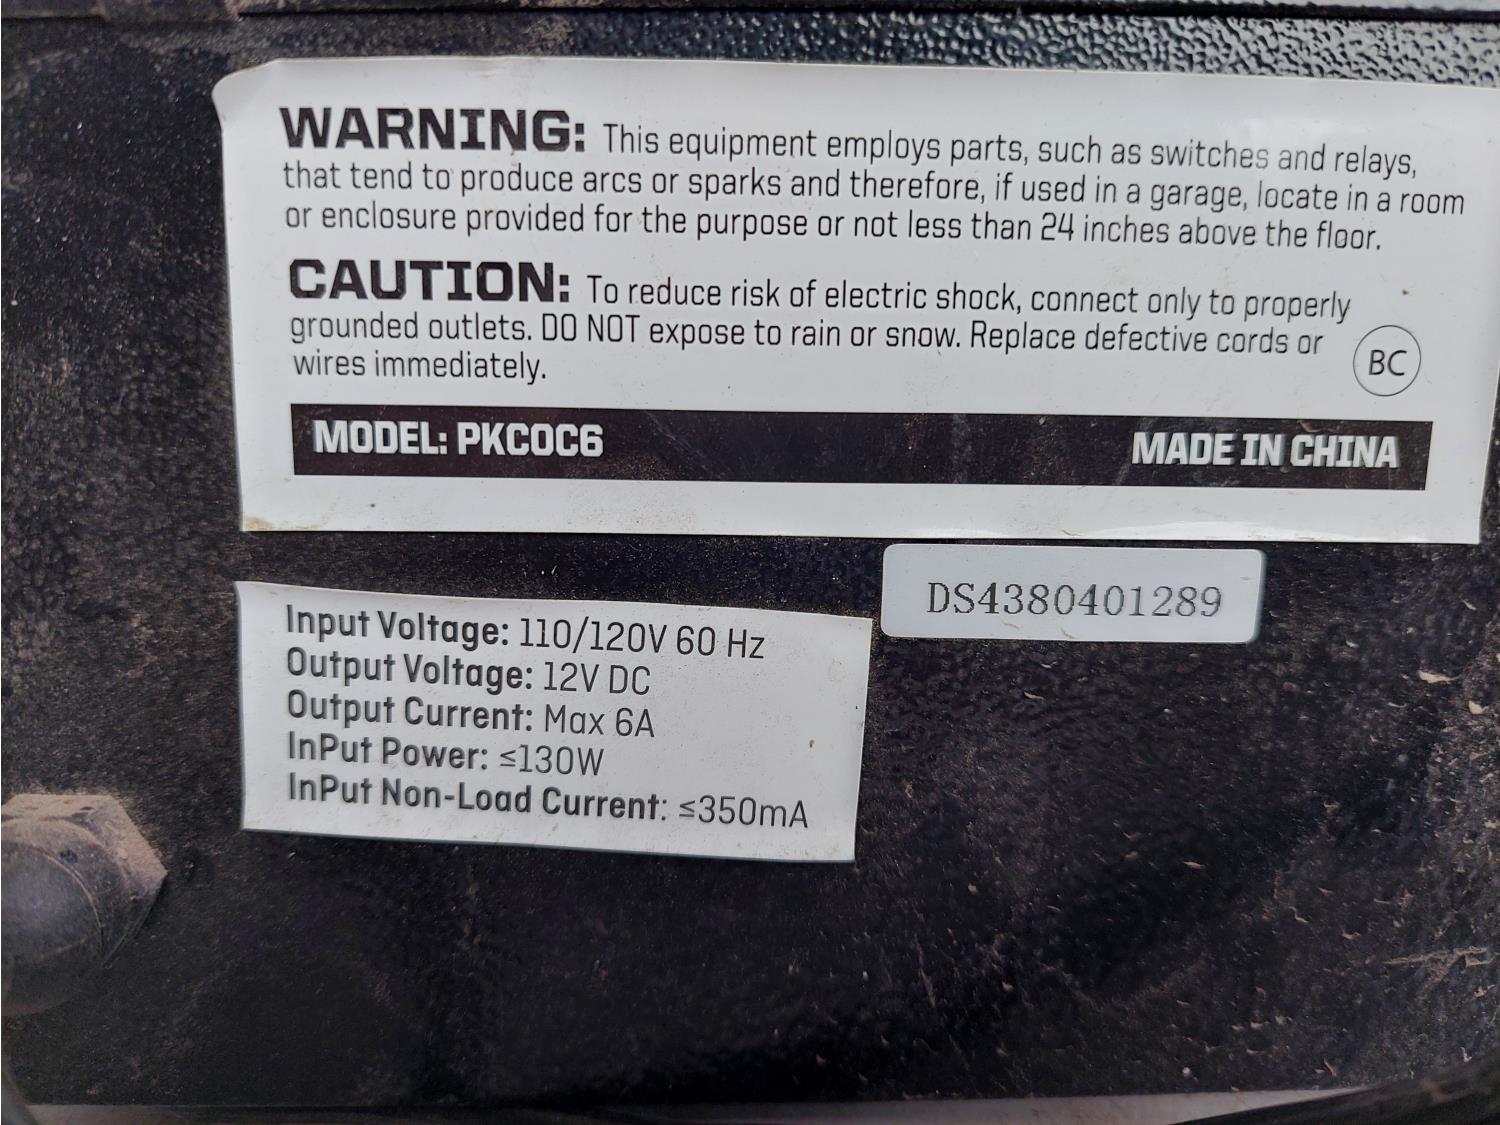 WARNING: This equipment employs parts, such as switches and relays,
that tend to produce arcs or sparks and therefore, if used in a garage, locate in a room
or enclosure provided for the purpose or not less than 24 inches above the floor.
CAUTION: To reduce risk of electric shock, connect only to properly
grounded outlets. DO NOT expose to rain or snow. Replace defective cords or
wires immediately.
BC
MODEL: PKC0C6
MADE IN CHINA
DS4380401289
Input Voltage: 110/120V 60 Hz
Output Voltage: 12V DC
Output Current: Max 6A
InPut Power: ≤130W
InPut Non-Load Current: ≤350mA